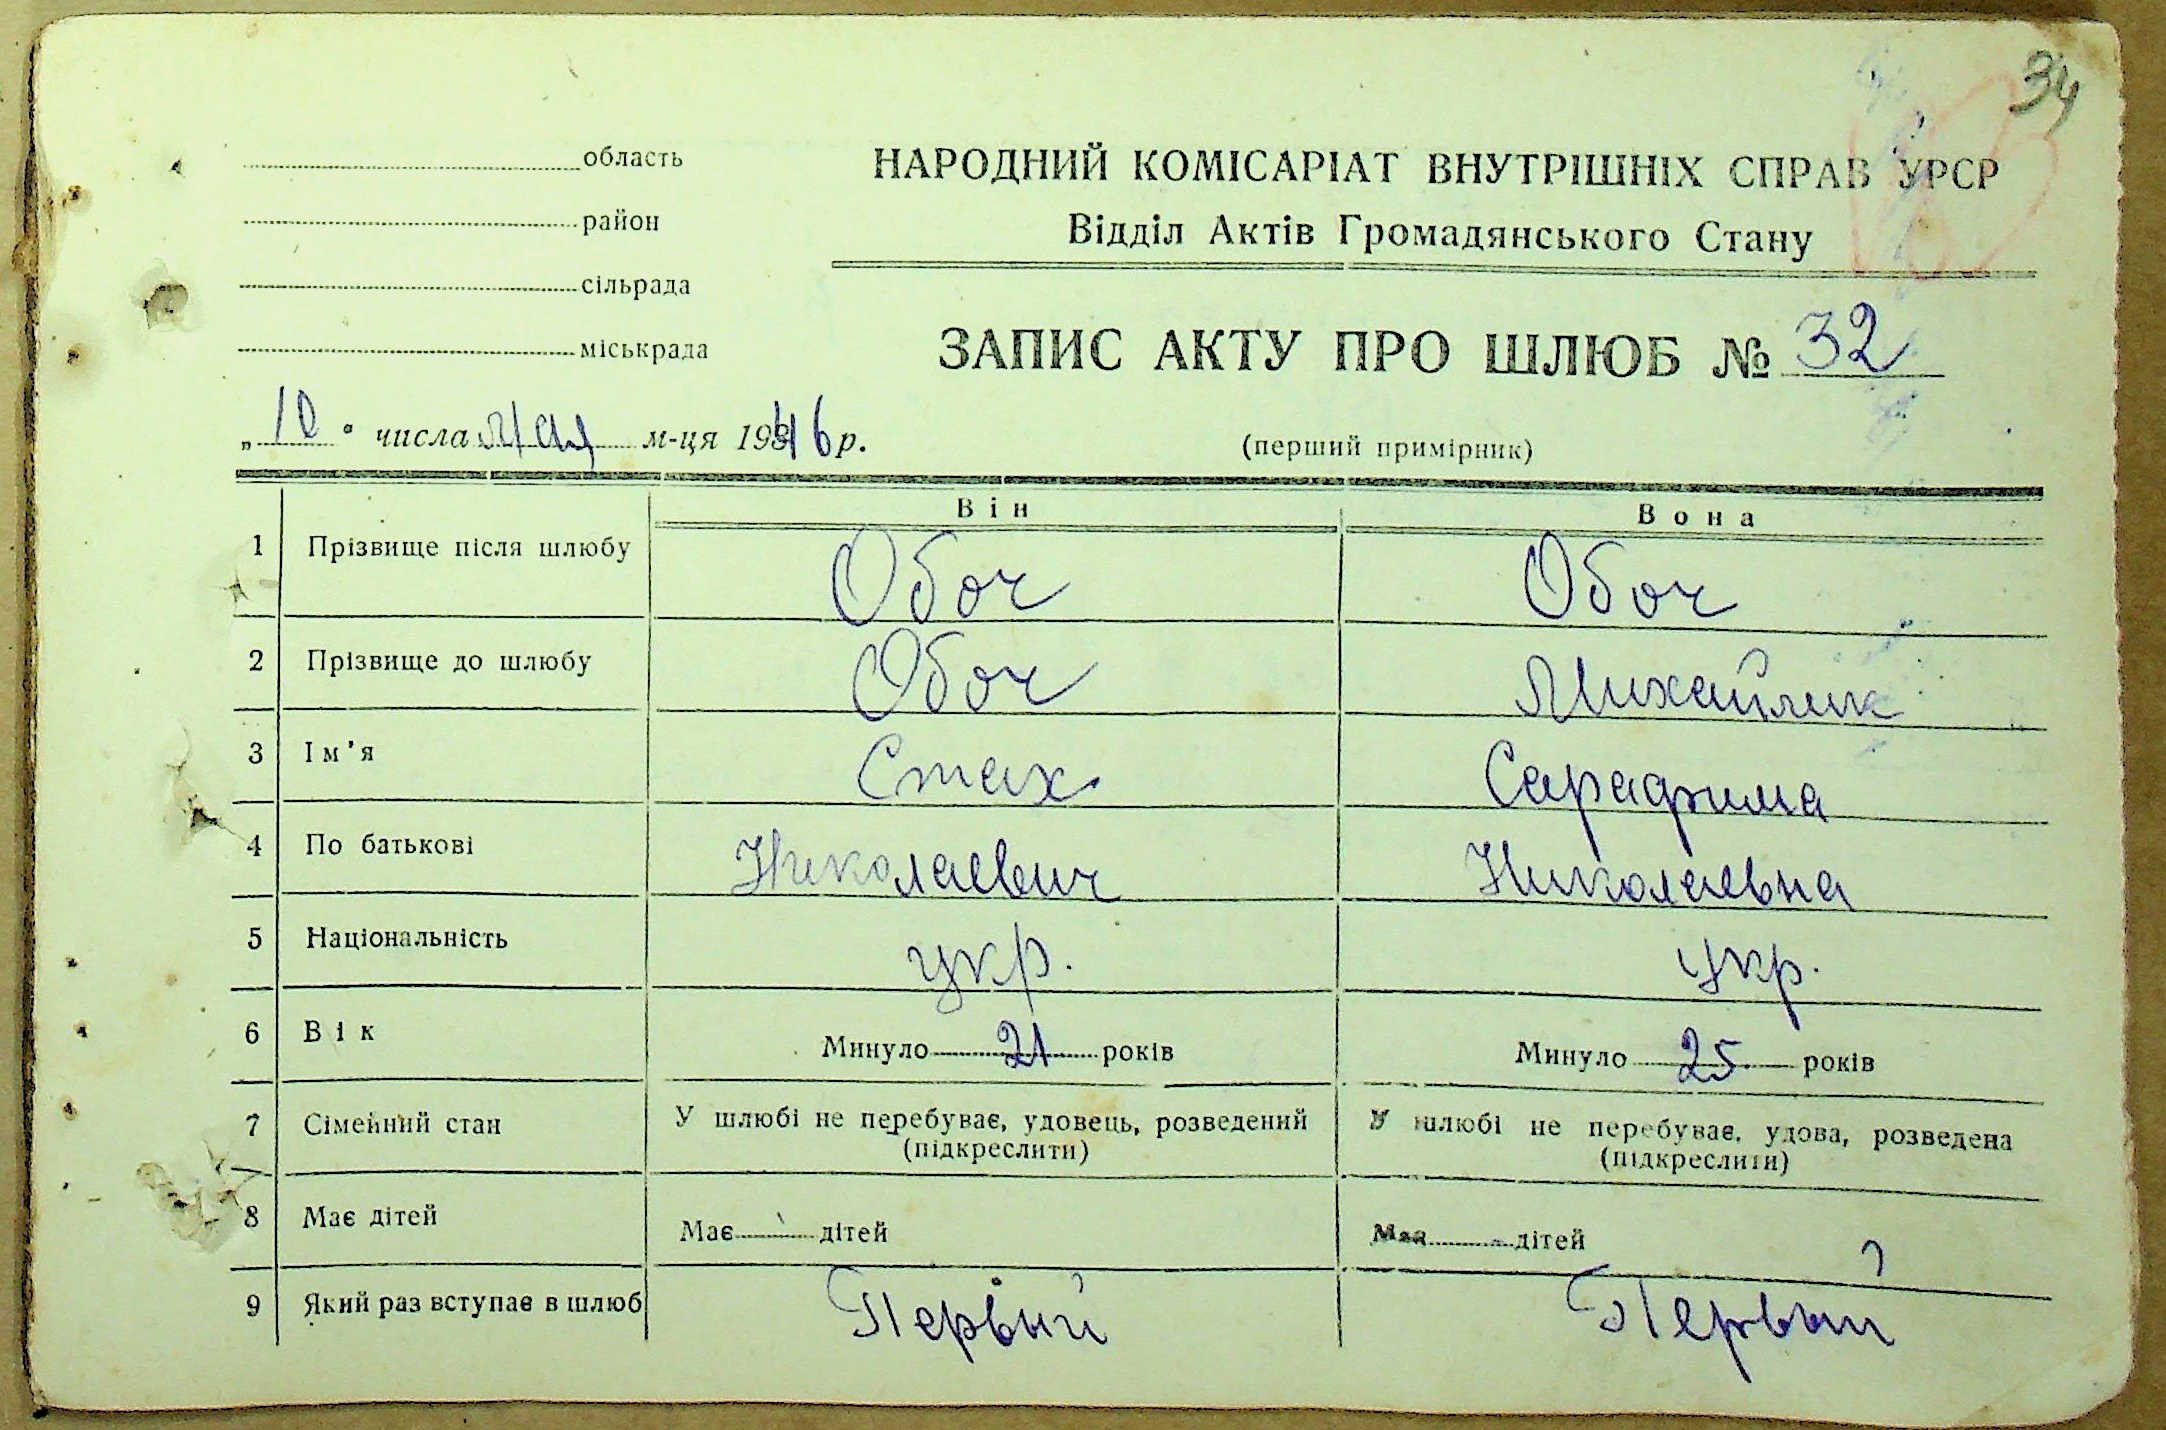 34
область
район
сільрада
міськрада
НАРОДНИЙ КОМІСАРІАТ ВНУТРІШНІХ СПРАВ УРСР
Відділ Актів Громадянського Стану
ЗАПИС АКТУ ПРО ШЛЮБ № 32
„10" числа мая м-ця 1946 р.
(перший примірник)
Він Вона
1 Прізвище після шлюбу Обоч Обоч
2 Прізвище до шлюбу Обоч Михайлик
3 Ім'я Стах Сарафима
4 По батькові Николаевич Николаевна
5 Національність укр. укр.
6 Вік Минуло 21 років Минуло 25 років
7 Сімейний стан У шлюбі не перебуває, удовець, розведений У шлюбі не перебуває, удова, розведена
(підкреслити) (підкреслити)
8 Має дітей Має - дітей Має - дітей
9 Який раз вступає в шлюб Первый Первый